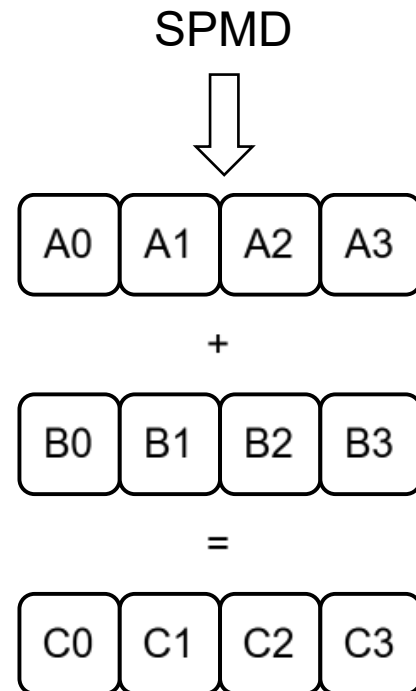 SPMD
A0 A1 A2 A3
+
B0 B1 B2 B3
=
C0 C1 C2 C3